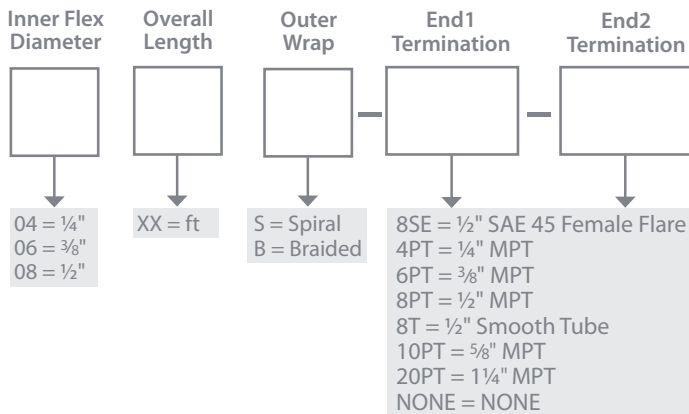 Inner Flex Diameter
Overall Length
Outer Wrap
End1 Termination
End2 Termination
04 = ¼"
06 = ⅜"
08 = ½"
XX = ft
S = Spiral
B = Braided
8SE = ½" SAE 45 Female Flare
4PT = ¼" MPT
6PT = ⅜" MPT
8PT = ½" MPT
8T = ½" Smooth Tube
10PT = ⅝" MPT
20PT = 1¼" MPT
NONE = NONE